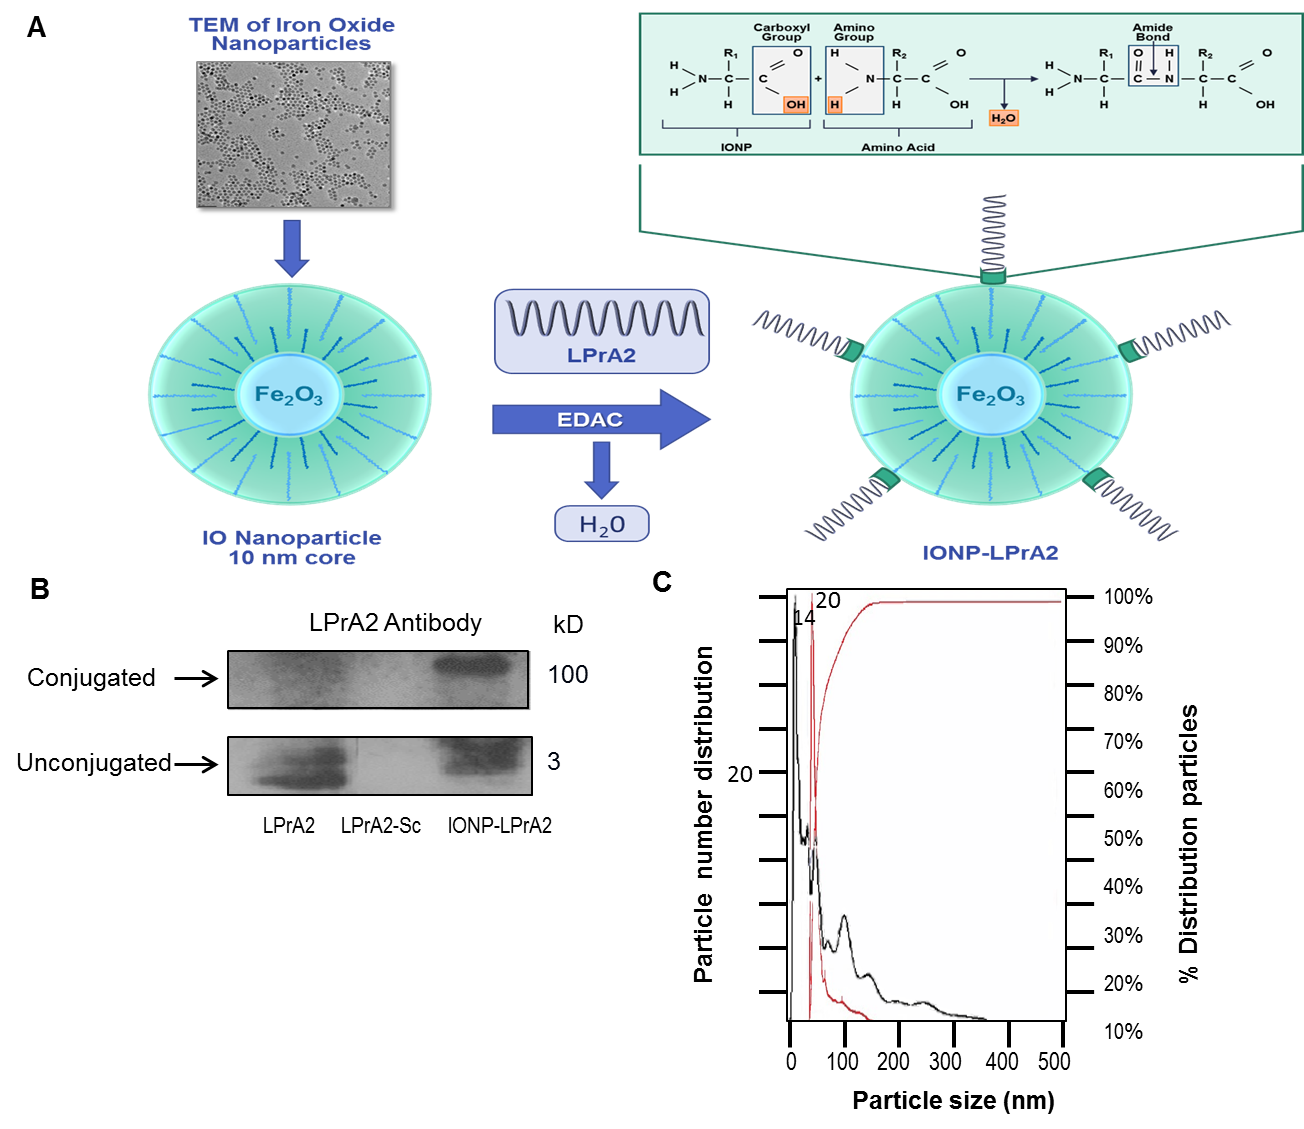 A
TEM of Iron Oxide
Nanoparticles
Fe2O3
IO Nanoparticle
10 nm core
LPrA2
EDAC
H20
Carboxyl
Group
Amino
Group
Amide
Bond
H
H
N
R1
C
H
C
O
OH
+
H
H
N
R2
C
H
C
O
OH
H2O
H
H
N
R1
C
H
O
C
H
N
R2
C
H
C
O
OH
IONP
Amino Acid
Fe2O3
IONP-LPrA2
B
LPrA2 Antibody
kD
Conjugated
100
Unconjugated
3
LPrA2
LPrA2-Sc
IONP-LPrA2
C
Particle number distribution
20
14
20
100%
90%
80%
70%
60%
50%
40%
30%
20%
10%
% Distribution particles
0 100 200 300 400 500
Particle size (nm)